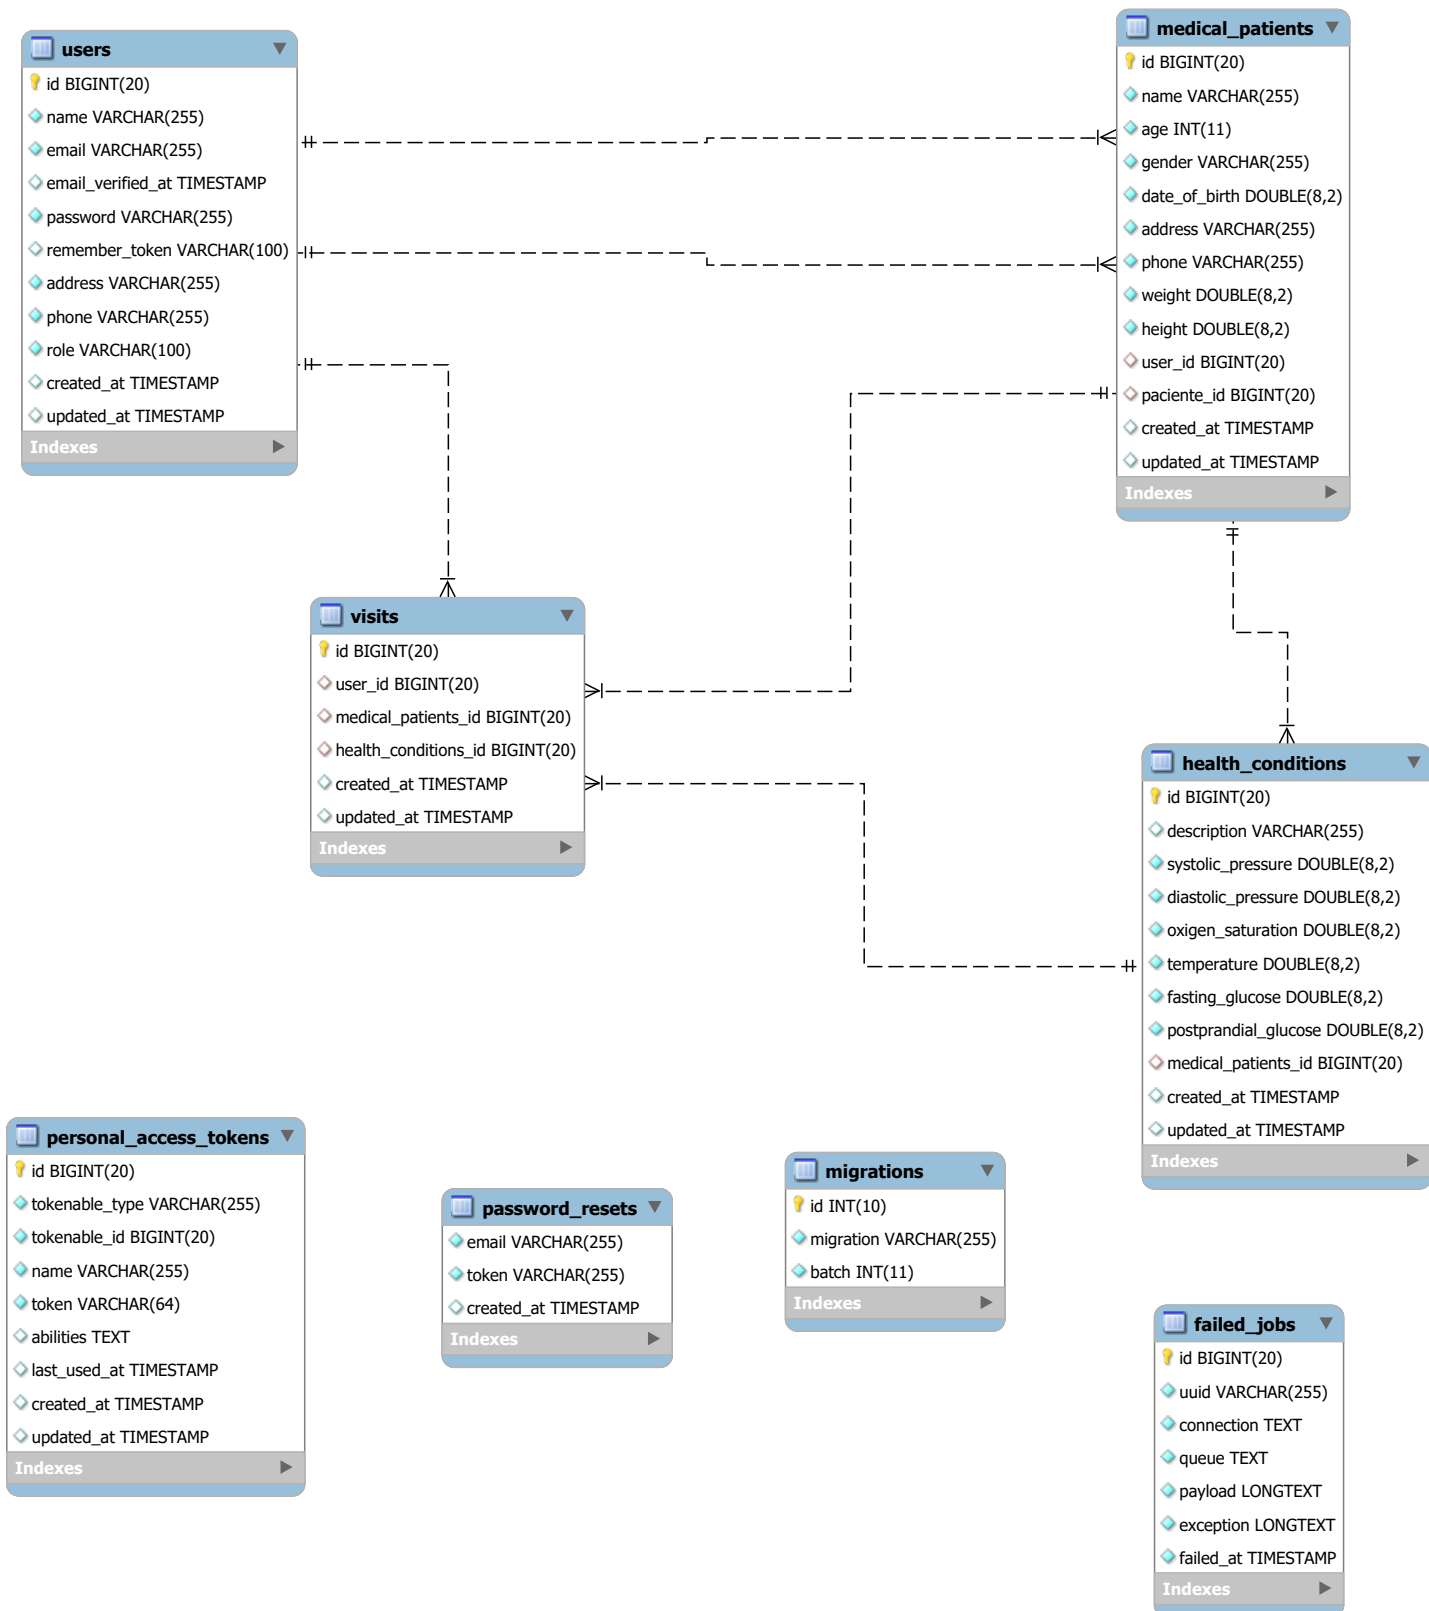 users
id BIGINT(20)
name VARCHAR(255)
email VARCHAR(255)
email_verified_at TIMESTAMP
password VARCHAR(255)
remember_token VARCHAR(100)
address VARCHAR(255)
phone VARCHAR(255)
role VARCHAR(100)
created_at TIMESTAMP
updated_at TIMESTAMP
Indexes
medical_patients
id BIGINT(20)
name VARCHAR(255)
age INT(11)
gender VARCHAR(255)
date_of_birth DOUBLE(8,2)
address VARCHAR(255)
phone VARCHAR(255)
weight DOUBLE(8,2)
height DOUBLE(8,2)
user_id BIGINT(20)
paciente_id BIGINT(20)
created_at TIMESTAMP
updated_at TIMESTAMP
Indexes
visits
id BIGINT(20)
user_id BIGINT(20)
medical_patients_id BIGINT(20)
health_conditions_id BIGINT(20)
created_at TIMESTAMP
updated_at TIMESTAMP
Indexes
health_conditions
id BIGINT(20)
description VARCHAR(255)
systolic_pressure DOUBLE(8,2)
diastolic_pressure DOUBLE(8,2)
oxigen_saturation DOUBLE(8,2)
temperature DOUBLE(8,2)
fasting_glucose DOUBLE(8,2)
postprandial_glucose DOUBLE(8,2)
medical_patients_id BIGINT(20)
created_at TIMESTAMP
updated_at TIMESTAMP
Indexes
personal_access_tokens
id BIGINT(20)
tokenable_type VARCHAR(255)
tokenable_id BIGINT(20)
name VARCHAR(255)
token VARCHAR(64)
abilities TEXT
last_used_at TIMESTAMP
created_at TIMESTAMP
updated_at TIMESTAMP
Indexes
password_resets
email VARCHAR(255)
token VARCHAR(255)
created_at TIMESTAMP
Indexes
migrations
id INT(10)
migration VARCHAR(255)
batch INT(11)
Indexes
failed_jobs
id BIGINT(20)
uuid VARCHAR(255)
connection TEXT
queue TEXT
payload LONGTEXT
exception LONGTEXT
failed_at TIMESTAMP
Indexes